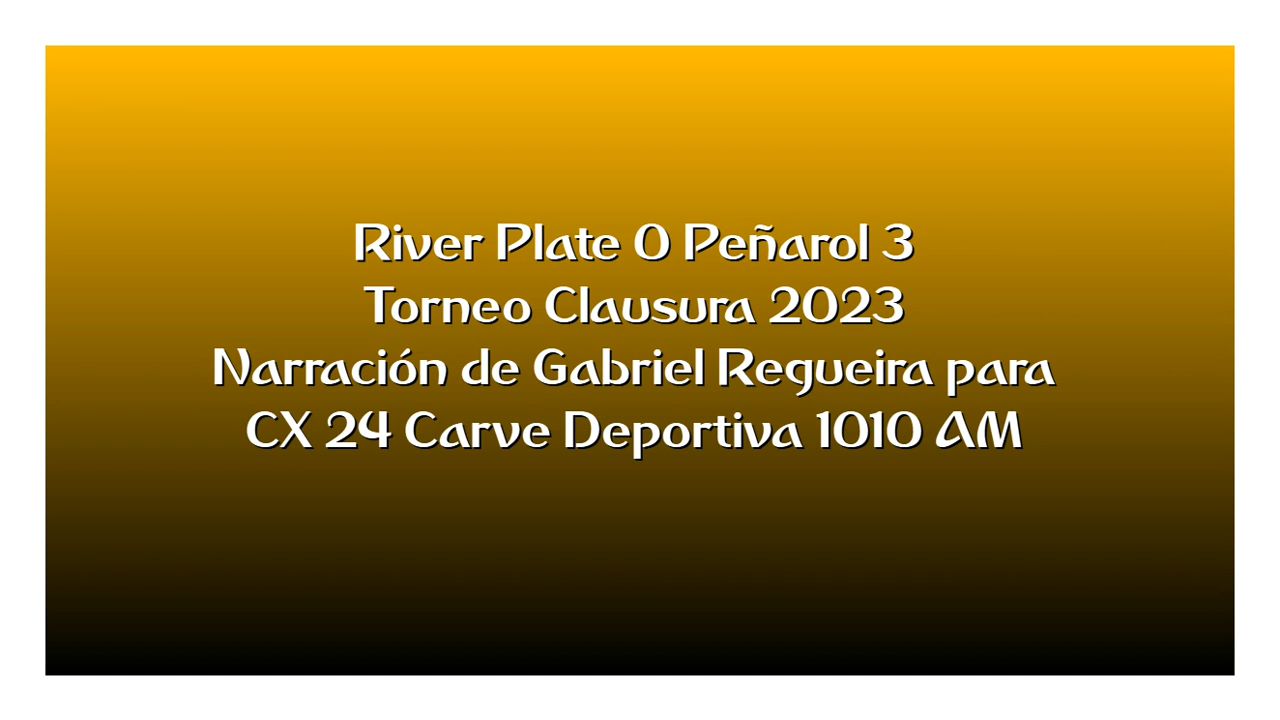 River Plate 0 Peñarol 3
Torneo Clausura 2023
Narración de Gabriel Regueira para
CX 24 Carve Deportiva 1010 AM